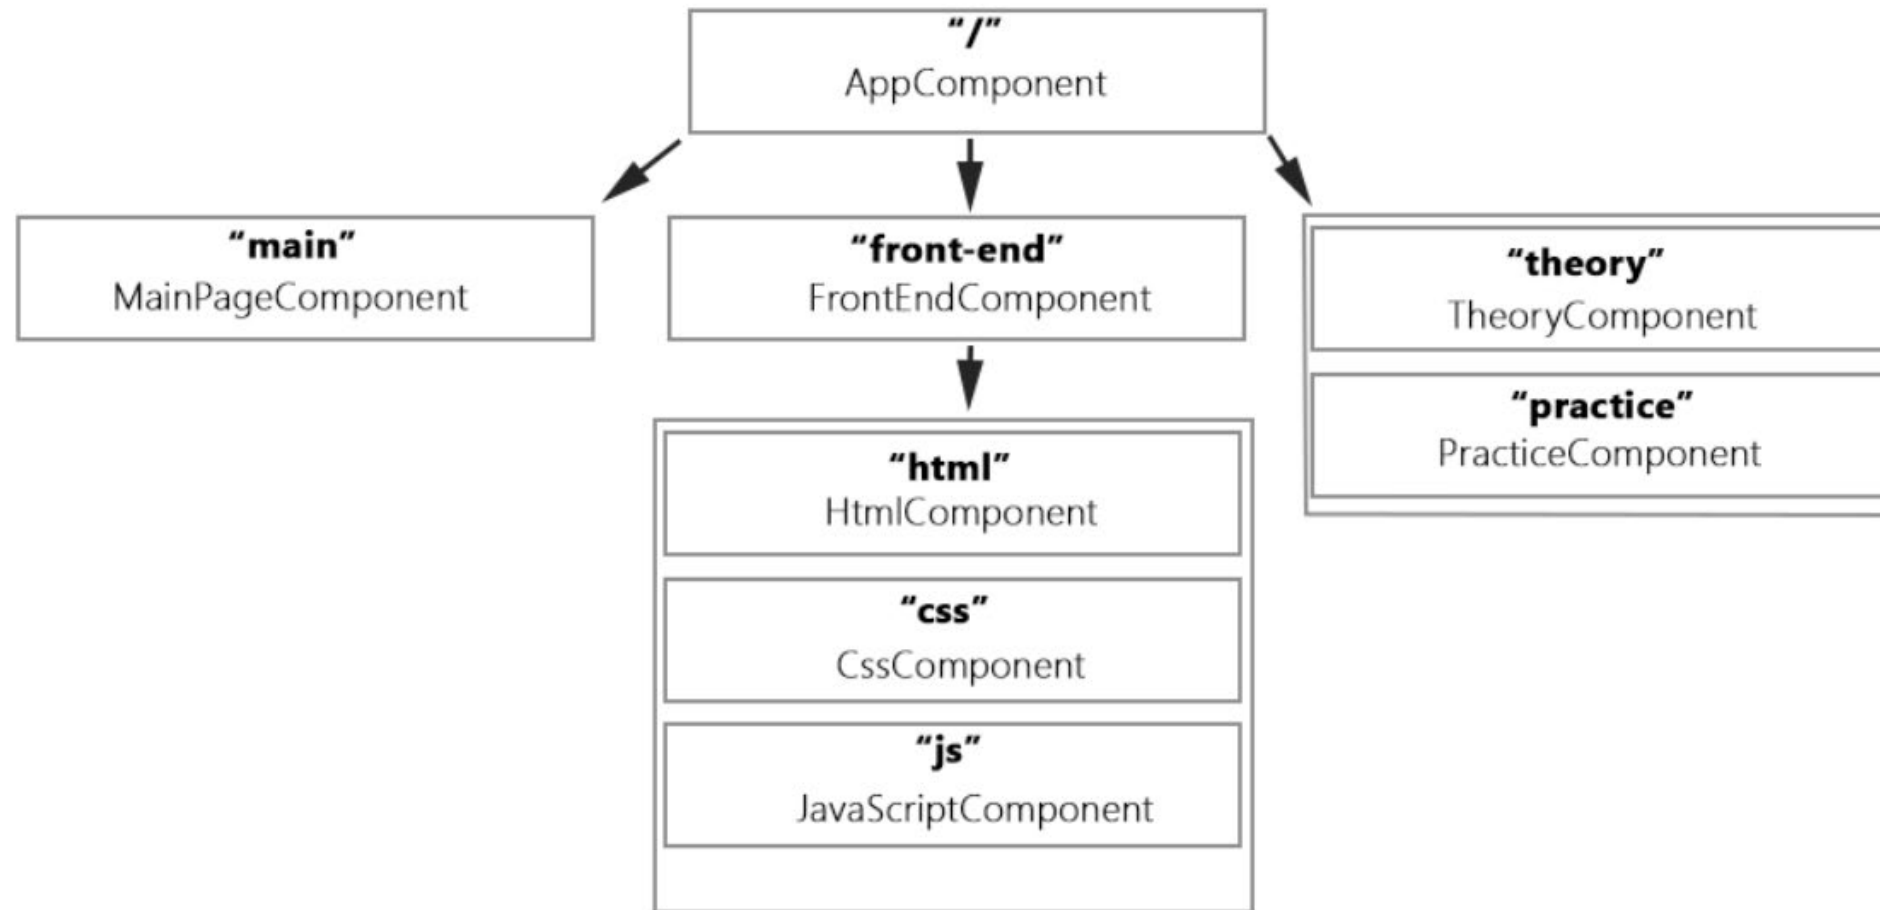 “/”
AppComponent
“main”
MainPageComponent
“front-end”
FrontEndComponent
“theory”
TheoryComponent
“practice”
PracticeComponent
“html”
HtmlComponent
“css”
CssComponent
“js”
JavaScriptComponent